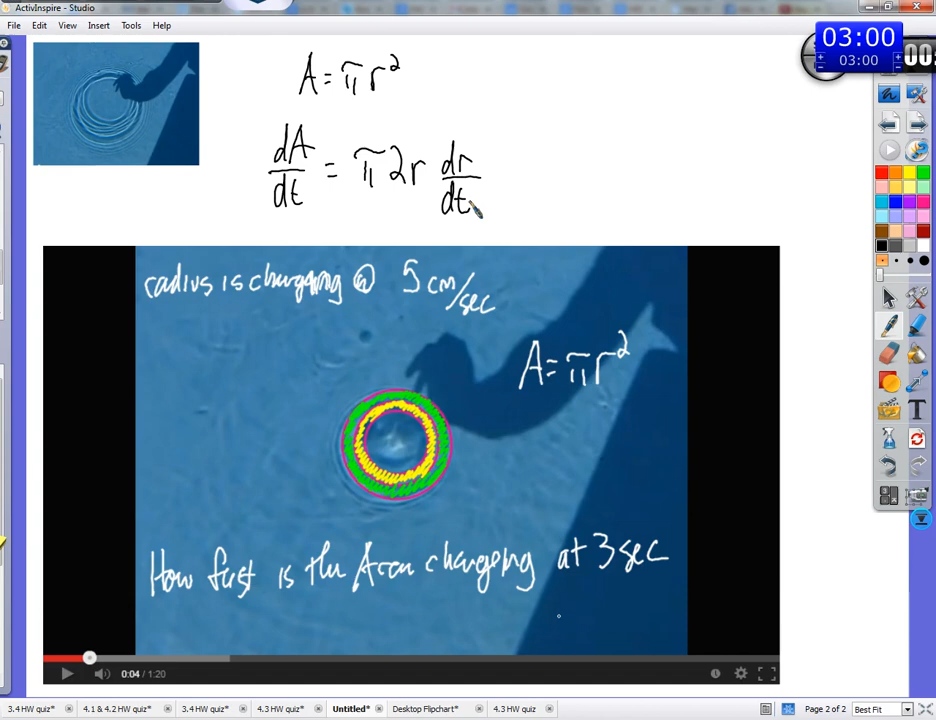 ActivInspire - Studio
File Edit View Insert Tools Help
03:00
03:00
00:
A = πr²
dA/dt = π2r dr/dt
radius is changing @ 5 cm/sec
A = πr²
How fast is the Area changeing at 3 sec
0:04 / 1:20
3.4 HW quiz* 4.1 & 4.2 HW quiz* 3.4 HW quiz* 4.3 HW quiz* Untitled* Desktop Flipchart* 4.3 HW quiz Page 2 of 2 Best Fit